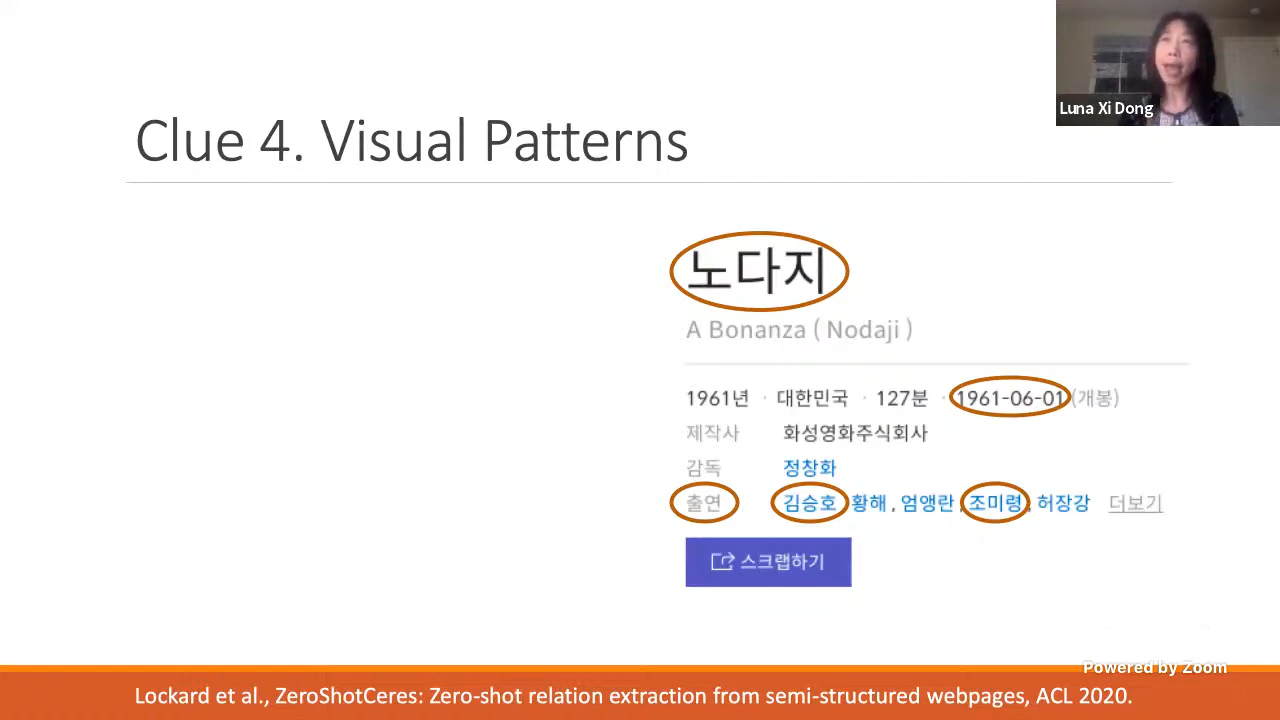 Luna Xi Dong
Clue 4. Visual Patterns
노다지
A Bonanza ( Nodaji )
1961년 · 대한민국 · 127분 · 1961-06-01 (개봉)
제작사 화성영화주식회사
감독 정창화
출연 김승호 황해 , 엄앵란 , 조미령 , 허장강 더보기
스크랩하기
Powered by Zoom
Lockard et al., ZeroShotCeres: Zero-shot relation extraction from semi-structured webpages, ACL 2020.